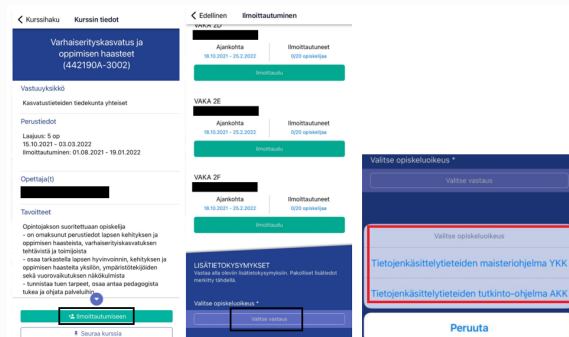 Kurssihaku
Kurssin tiedot
Varhaiserityskasvatus ja
oppimisen haasteet
(442190A-3002)
Vastuuyksikkö
Kasvatustieteiden tiedekunta yhteiset
Perustiedot
Laajuus: 5 op
15.10.2021 - 03.03.2022
Ilmoittautuminen: 01.08.2021 - 19.01.2022
Opettaja(t)
Tavoitteet
Opintojakson suoritettuaan opiskelija
- on omaksunut perustiedot lapsen kehityksen ja
oppimisen haasteista, varhaiserityskasvatuksen
tehtävistä ja toimijoista
- osaa tarkastella lapsen hyvinvoinnin, kehityksen ja
oppimisen haasteita yksilön, ympäristötekijöiden
sekä vuorovaikutuksen näkökulmista
- tunnistaa tuen tarpeet, osaa antaa pedagogista
tukea ja ohjata palveluihin
Ilmoittautumiseen
Seuraa kurssia
Edellinen
Ilmoittautuminen
VAKA 2D
Ajankohta
Ilmoittautuneet
18.10.2021 - 25.2.2022
0/20 opiskelijaa
Ilmoittaudu
VAKA 2E
Ajankohta
Ilmoittautuneet
18.10.2021 - 25.2.2022
0/20 opiskelijaa
Ilmoittaudu
VAKA 2F
Ajankohta
Ilmoittautuneet
18.10.2021 - 25.2.2022
0/20 opiskelijaa
Ilmoittaudu
LISÄTIETOKYSYMYKSET
Vastaa alla oleviin lisätietokysymyksiin. Pakolliset lisätiedot
merkitty tähdellä.
Valitse opiskeluoikeus *
Valitse vastaus
Valitse opiskeluoikeus *
Valitse vastaus
Valitse opiskeluoikeus
Tietojenkäsittelytieteiden maisteriohjelma YKK
Tietojenkäsittelytieteiden tutkinto-ohjelma AKK
Peruuta